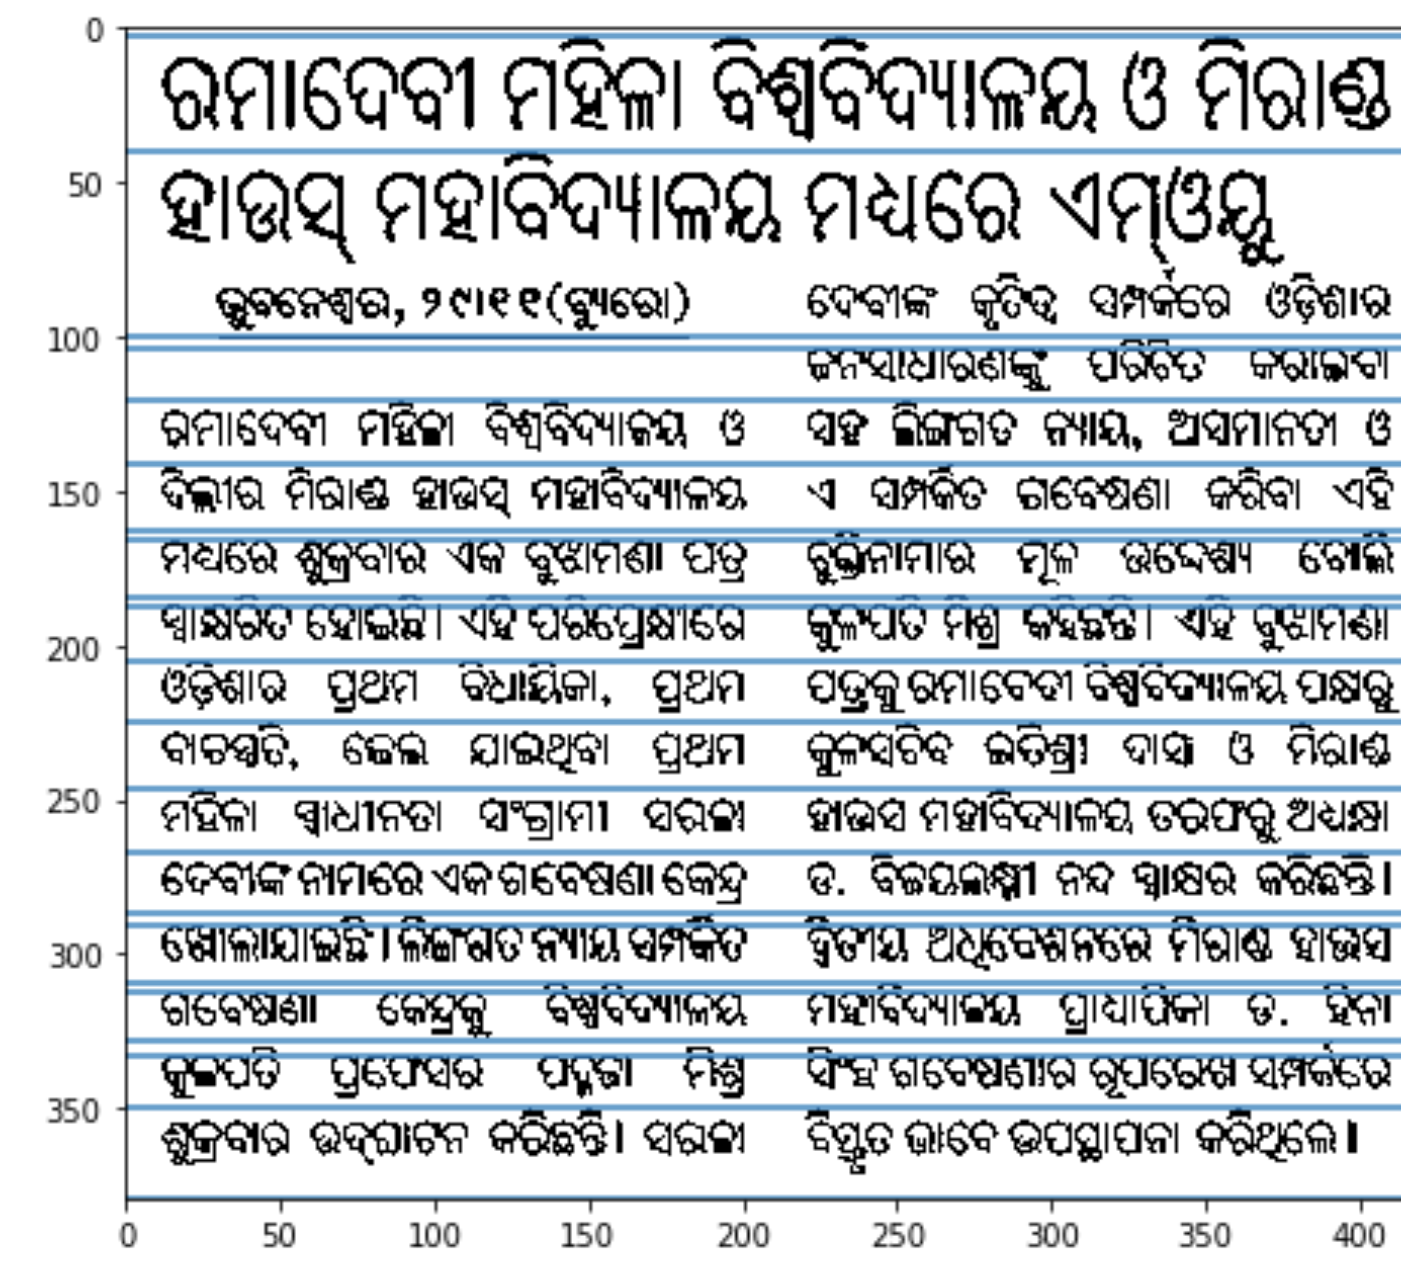 ରମାଦେବୀ ମହିଳା ବିଶ୍ୱବିଦ୍ୟାଳୟ ଓ ମିରାଣ୍ଡ
ହାଉସ୍ ମହାବିଦ୍ୟାଳୟ ମଧ୍ୟରେ ଏମ୍‌ଓୟୁ
ଭୁବନେଶ୍ୱର, ୨୯।୧୧(ବ୍ୟୁରୋ)
ରମାଦେବୀ ମହିଳା ବିଶ୍ୱବିଦ୍ୟାଳୟ ଓ
ଦିଲ୍ଲୀର ମିରାଣ୍ଡା ହାଉସ୍ ମହାବିଦ୍ୟାଳୟ
ମଧ୍ୟରେ ଶୁକ୍ରବାର ଏକ ବୁଝାମଣା ପତ୍ର
ସ୍ୱାକ୍ଷରିତ ହୋଇଛି। ଏହି ପରିପ୍ରେକ୍ଷୀରେ
ଓଡ଼ିଶାର ପ୍ରଥମ ବିଧାୟିକା, ପ୍ରଥମ
ବାଚସ୍ପତି, ଜେଲ ଯାଇଥିବା ପ୍ରଥମ
ମହିଳା ସ୍ୱାଧୀନତା ସଂଗ୍ରାମୀ ସରଳା
ଦେବୀଙ୍କ ନାମରେ ଏକ ଗବେଷଣା କେନ୍ଦ୍ର
ଖୋଲାଯାଇଛି। ଲିଙ୍ଗଗତ ନ୍ୟାୟ ସମ୍ପର୍କିତ
ଗବେଷଣା କେନ୍ଦ୍ରକୁ ବିଶ୍ୱବିଦ୍ୟାଳୟ
କୁଳପତି ପ୍ରଫେସର ପଦ୍ମଜା ମିଶ୍ର
ଶୁକ୍ରବାର ଉଦ୍‌ଘାଟନ କରିଛନ୍ତି। ସରଳା
ଦେବୀଙ୍କ କୃତିତ୍ୱ ସମ୍ପର୍କରେ ଓଡ଼ିଶାର
ଜନସାଧାରଣଙ୍କୁ ପରିଚିତ କରାଇବା
ସହ ଲିଙ୍ଗଗତ ନ୍ୟାୟ, ଅସମାନତା ଓ
ଏ ସମ୍ପର୍କିତ ଗବେଷଣା କରିବା ଏହି
ଚୁକ୍ତିନାମାର ମୂଳ ଉଦ୍ଦେଶ୍ୟ ବୋଲି
କୁଳପତି ମିଶ୍ର କହିଛନ୍ତି। ଏହି ବୁଝାମଣା
ପତ୍ରକୁ ରମାଦେବୀ ବିଶ୍ୱବିଦ୍ୟାଳୟ ପକ୍ଷରୁ
କୁଳସଚିବ ଇତିଶ୍ରୀ ଦାସ ଓ ମିରାଣ୍ଡ
ହାଉସ ମହାବିଦ୍ୟାଳୟ ତରଫରୁ ଅଧ୍ୟକ୍ଷା
ଡ. ବିଜୟଲକ୍ଷ୍ମୀ ନନ୍ଦ ସ୍ୱାକ୍ଷର କରିଛନ୍ତି।
ଦ୍ୱିତୀୟ ଅଧିବେଶନରେ ମିରାଣ୍ଡ ହାଉସ
ମହାବିଦ୍ୟାଳୟ ପ୍ରାଧ୍ୟାପିକା ଡ. ହିନା
ସିଂହ ଗବେଷଣାର ରୂପରେଖ ସମ୍ପର୍କରେ
ବିସ୍ତୃତ ଭାବେ ଉପସ୍ଥାପନା କରିଥିଲେ।